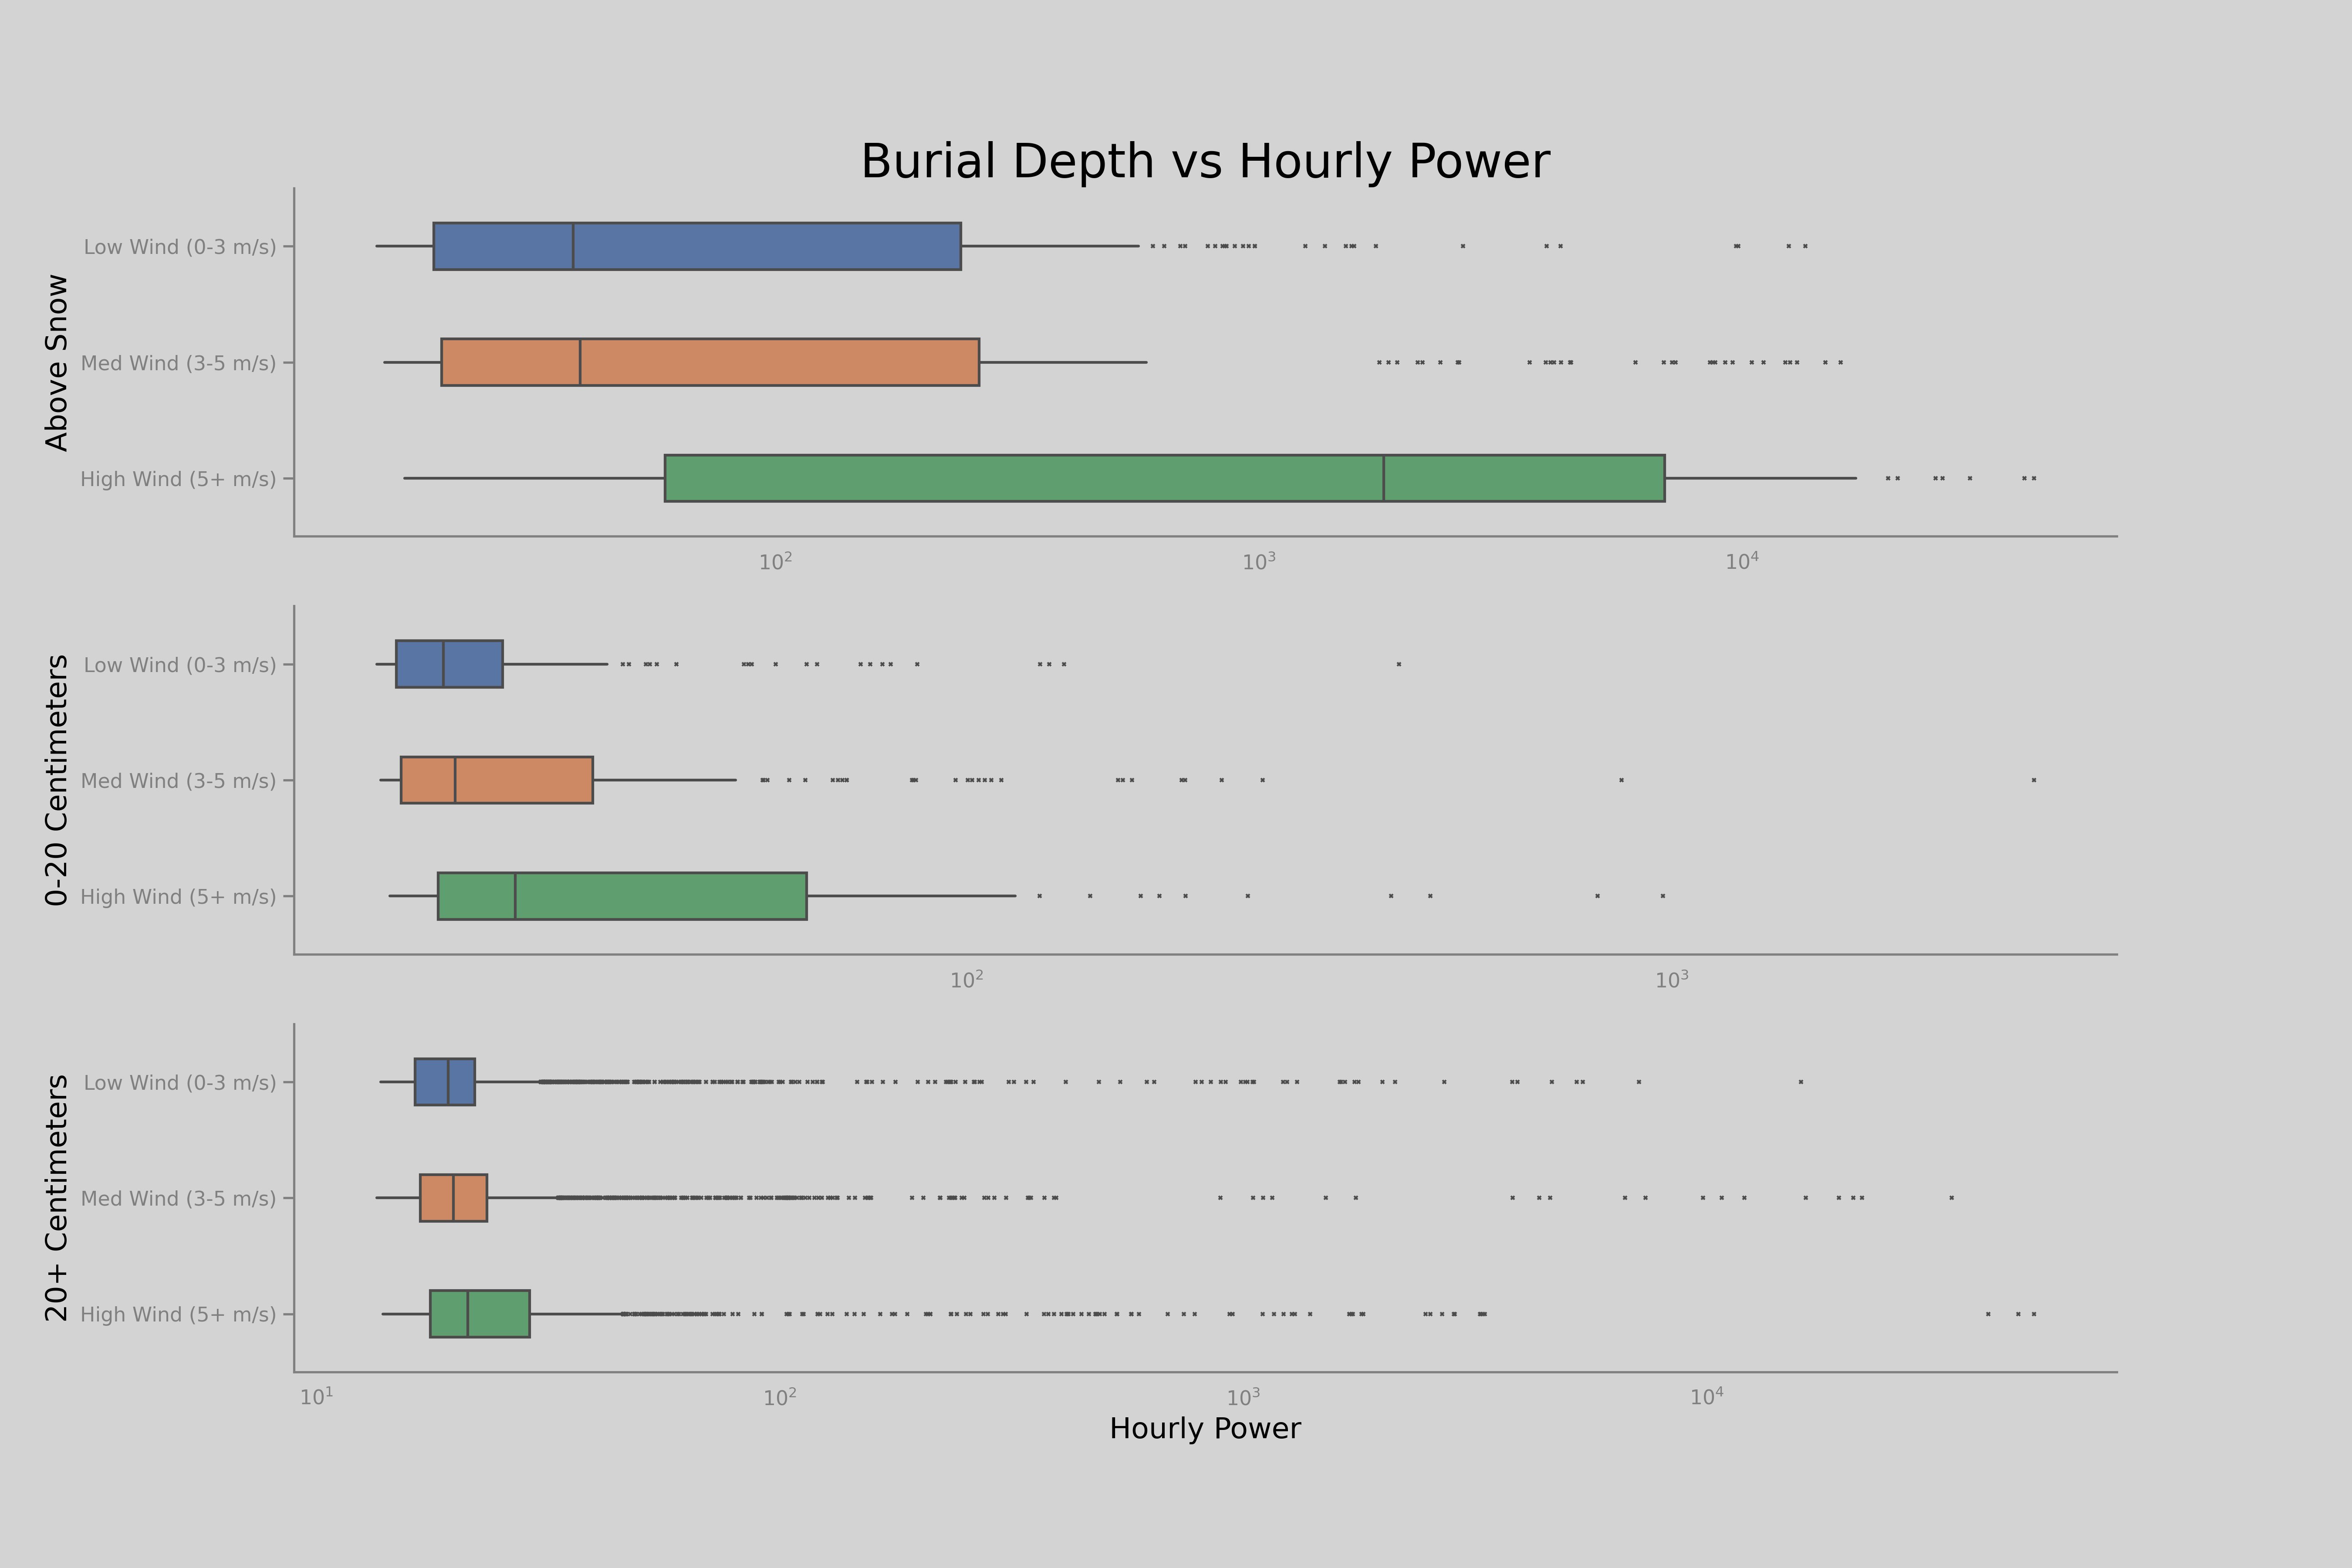 Burial Depth vs Hourly Power
Above Snow
Low Wind (0-3 m/s)
Med Wind (3-5 m/s)
High Wind (5+ m/s)
10² 10³ 10⁴
0-20 Centimeters
Low Wind (0-3 m/s)
Med Wind (3-5 m/s)
High Wind (5+ m/s)
10² 10³
20+ Centimeters
Low Wind (0-3 m/s)
Med Wind (3-5 m/s)
High Wind (5+ m/s)
10¹ 10² 10³ 10⁴
Hourly Power